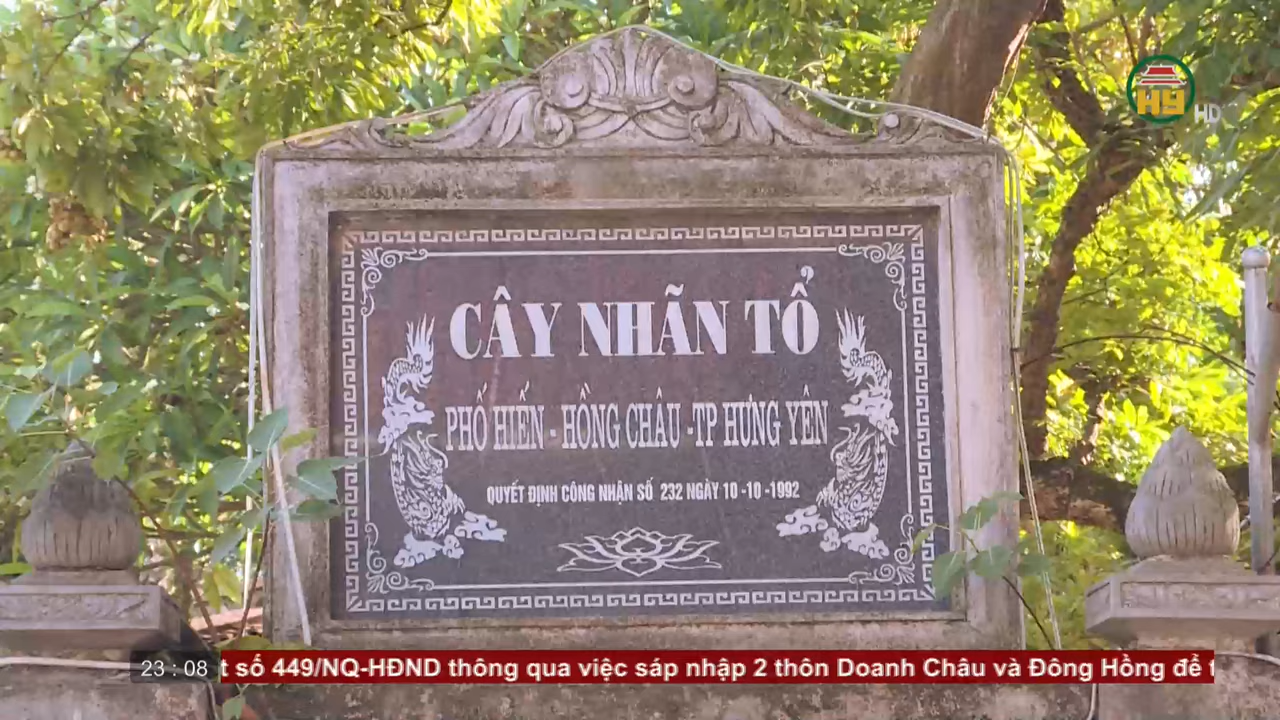 HY HD
CÂY NHÃN TỔ
PHỐ HIẾN - HỒNG CHÂU -TP HƯNG YÊN
QUYẾT ĐỊNH CÔNG NHẬN SỐ 232 NGÀY 10 -10 -1992
23 : 08 t số 449/NQ-HĐND thông qua việc sáp nhập 2 thôn Doanh Châu và Đông Hồng để t